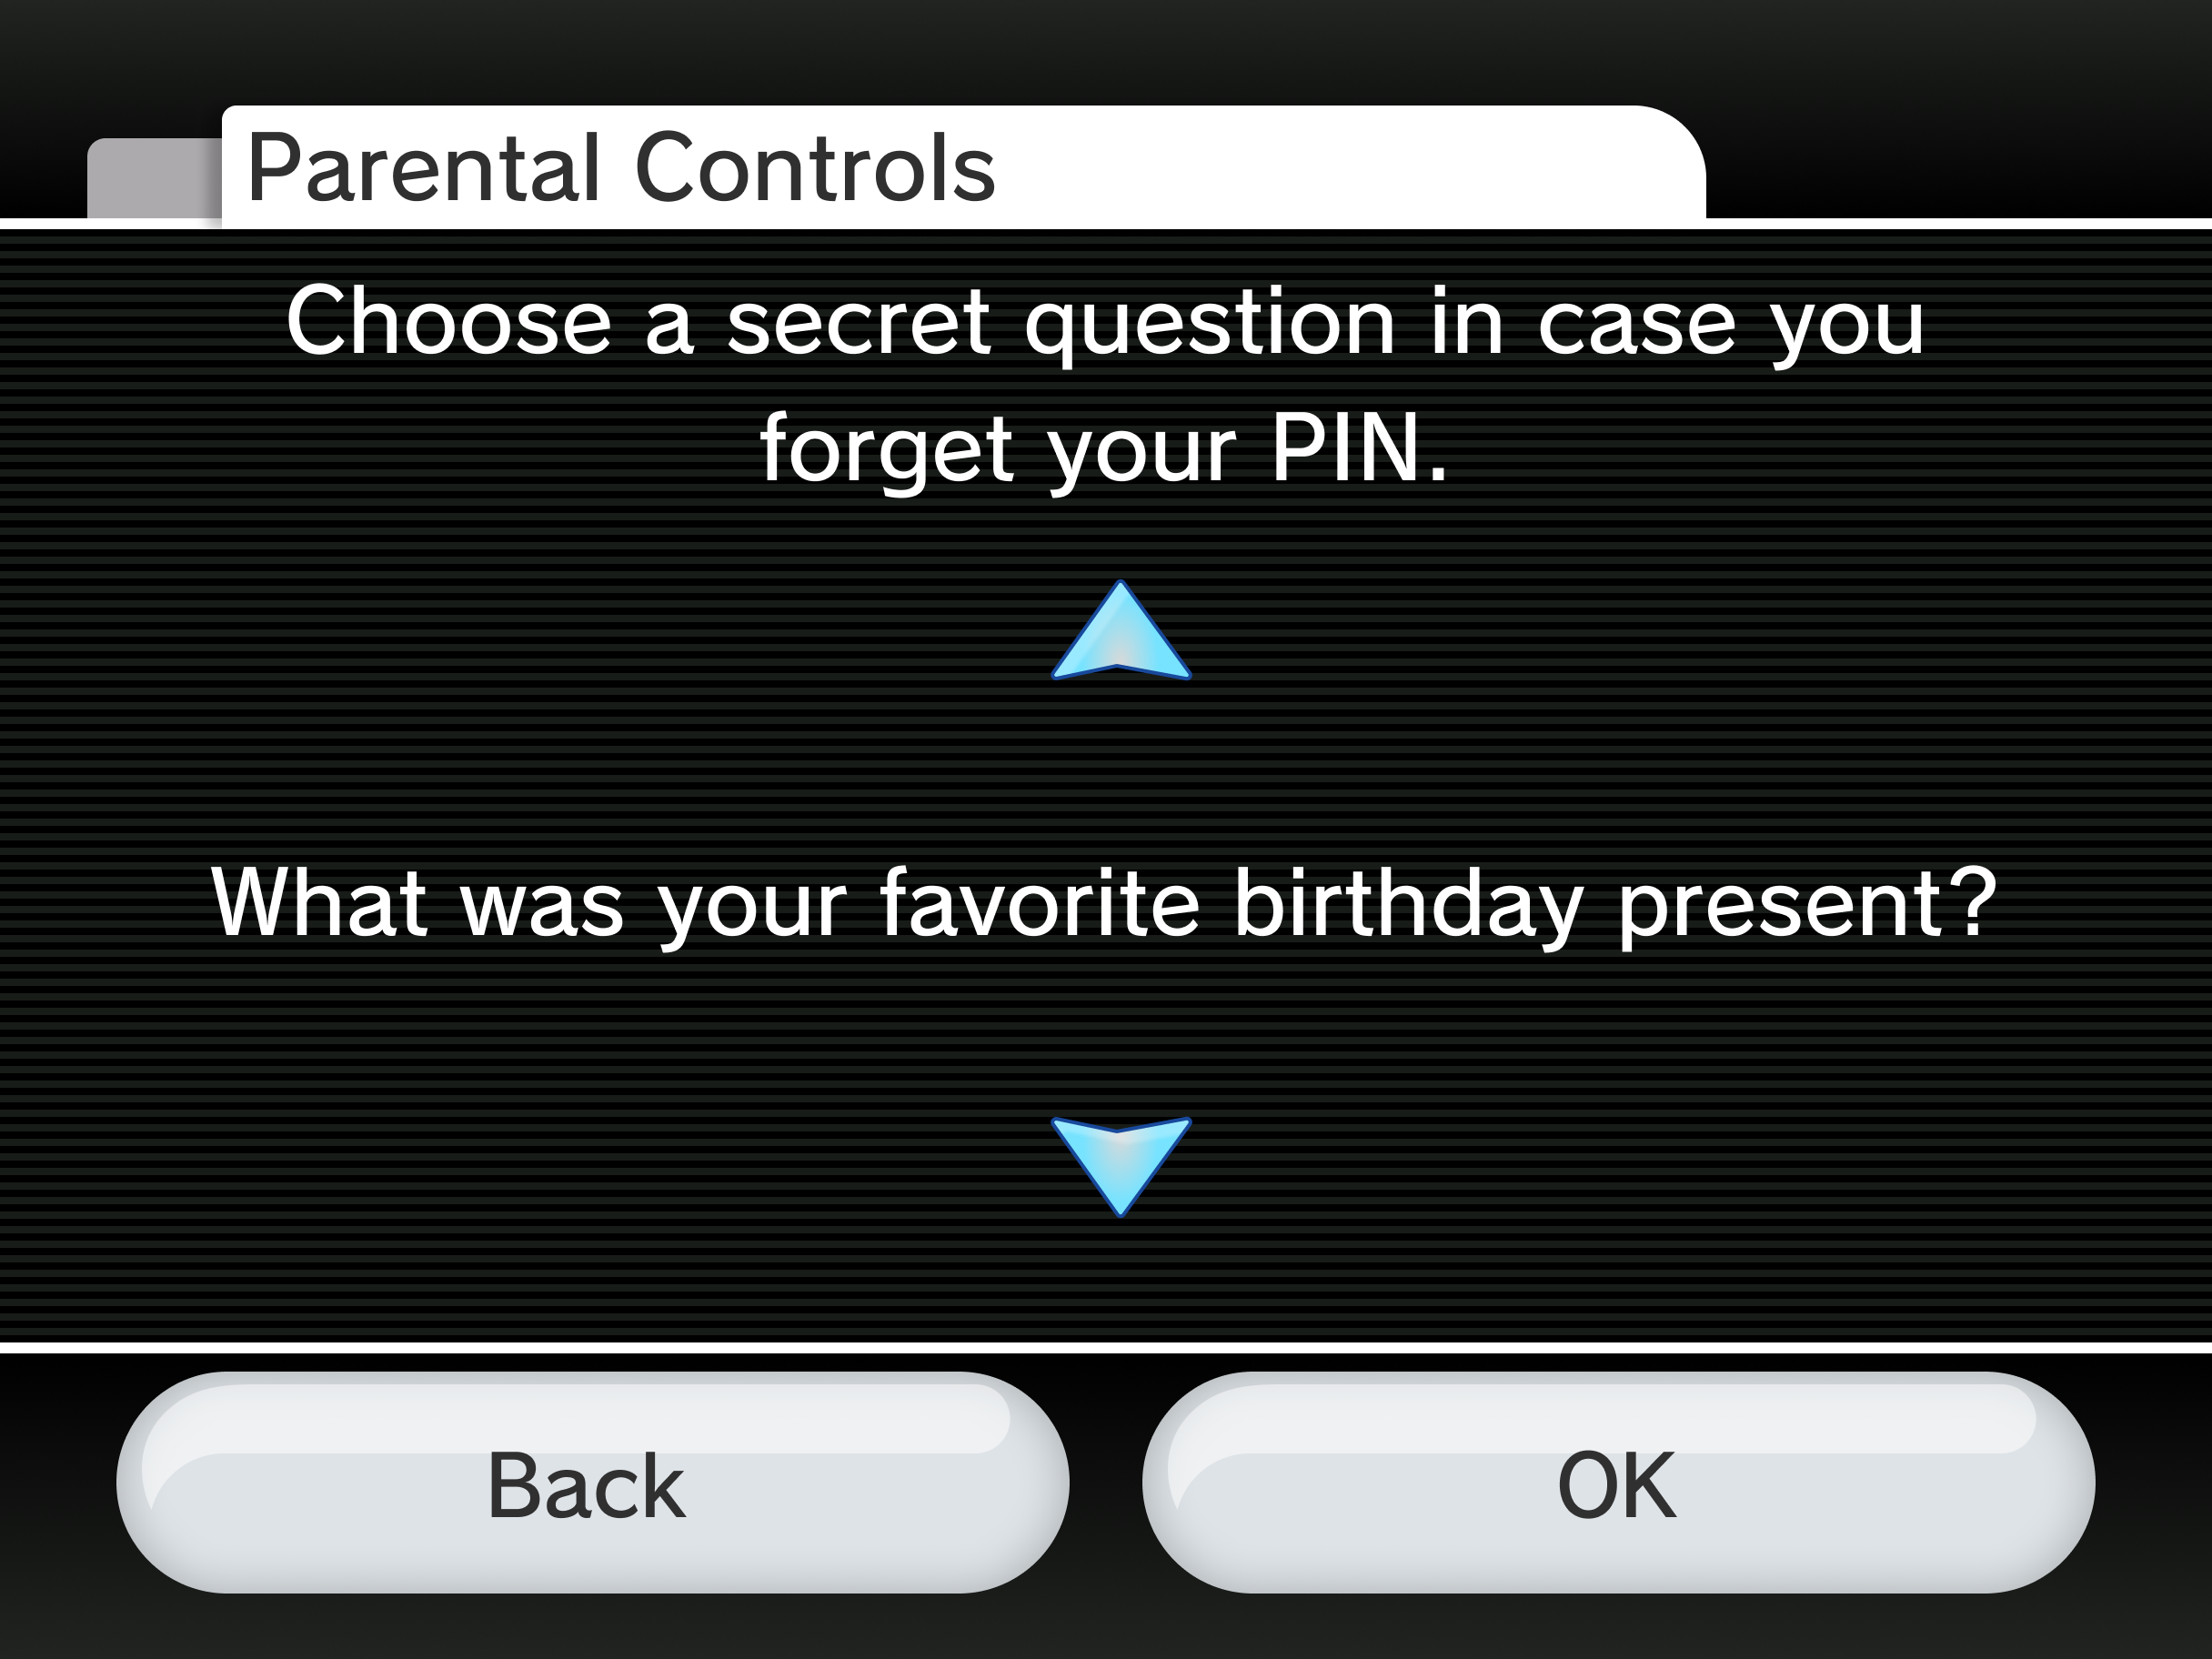 Parental Controls
Choose a secret question in case you
forget your PIN.
What was your favorite birthday present?
Back
OK